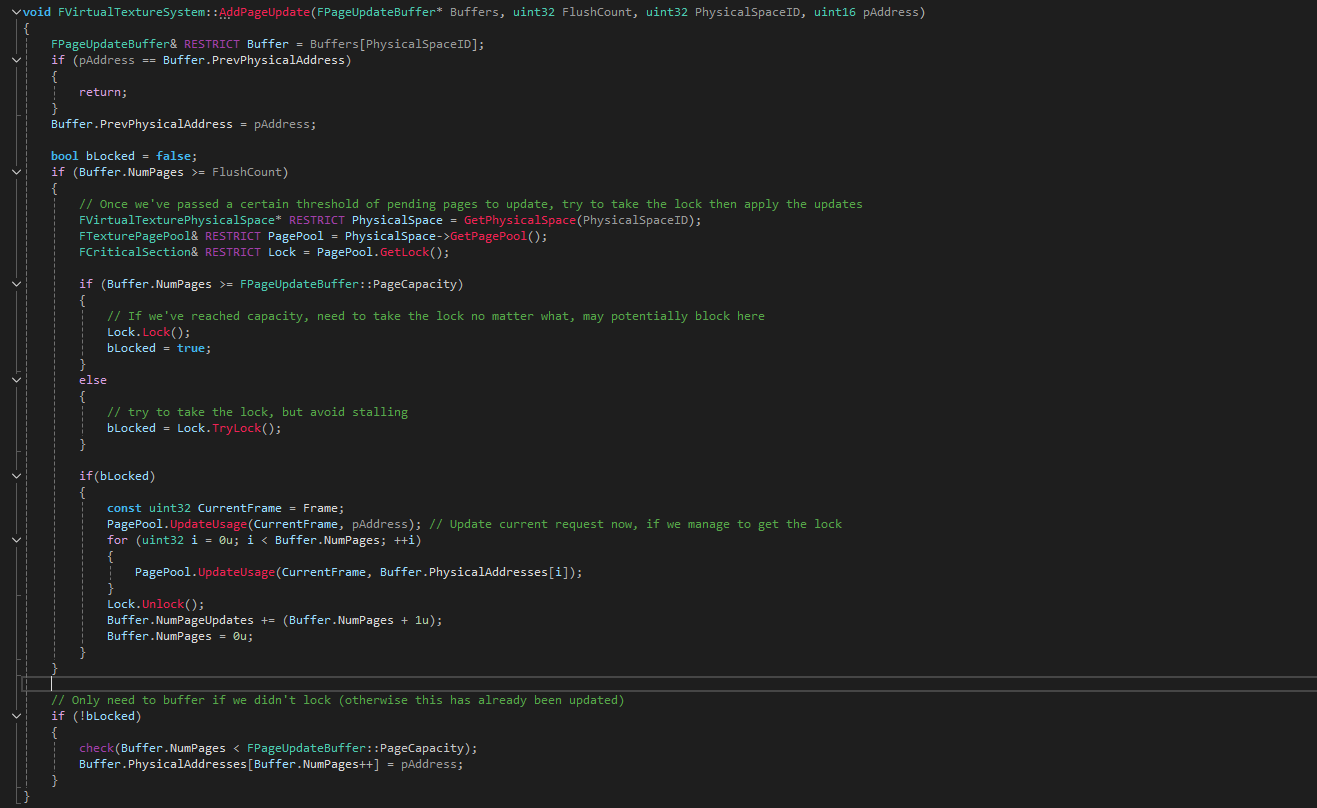 void FVirtualTextureSystem::AddPageUpdate(FPageUpdateBuffer* Buffers, uint32 FlushCount, uint32 PhysicalSpaceID, uint16 pAddress)
{
    FPageUpdateBuffer& RESTRICT Buffer = Buffers[PhysicalSpaceID];
    if (pAddress == Buffer.PrevPhysicalAddress)
    {
        return;
    }
    Buffer.PrevPhysicalAddress = pAddress;

    bool bLocked = false;
    if (Buffer.NumPages >= FlushCount)
    {
        // Once we've passed a certain threshold of pending pages to update, try to take the lock then apply the updates
        FVirtualTexturePhysicalSpace* RESTRICT PhysicalSpace = GetPhysicalSpace(PhysicalSpaceID);
        FTexturePagePool& RESTRICT PagePool = PhysicalSpace->GetPagePool();
        FCriticalSection& RESTRICT Lock = PagePool.GetLock();

        if (Buffer.NumPages >= FPageUpdateBuffer::PageCapacity)
        {
            // If we've reached capacity, need to take the lock no matter what, may potentially block here
            Lock.Lock();
            bLocked = true;
        }
        else
        {
            // try to take the lock, but avoid stalling
            bLocked = Lock.TryLock();
        }

        if(bLocked)
        {
            const uint32 CurrentFrame = Frame;
            PagePool.UpdateUsage(CurrentFrame, pAddress); // Update current request now, if we manage to get the lock
            for (uint32 i = 0u; i < Buffer.NumPages; ++i)
            {
                PagePool.UpdateUsage(CurrentFrame, Buffer.PhysicalAddresses[i]);
            }
            Lock.Unlock();
            Buffer.NumPageUpdates += (Buffer.NumPages + 1u);
            Buffer.NumPages = 0u;
        }
    }

    // Only need to buffer if we didn't lock (otherwise this has already been updated)
    if (!bLocked)
    {
        check(Buffer.NumPages < FPageUpdateBuffer::PageCapacity);
        Buffer.PhysicalAddresses[Buffer.NumPages++] = pAddress;
    }
}